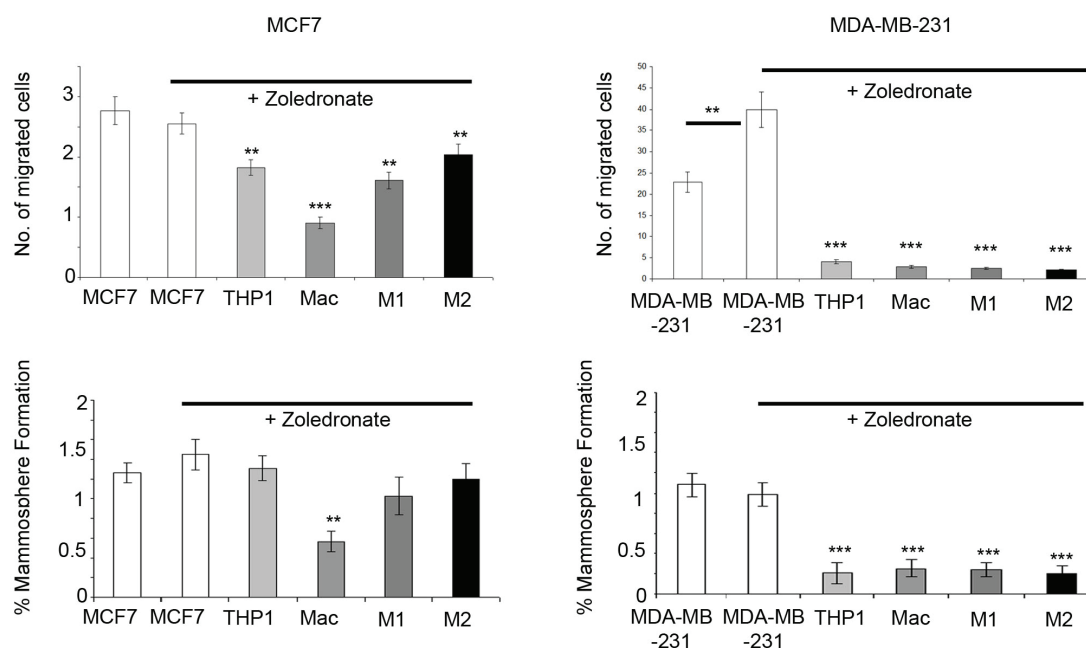 MCF7
No. of migrated cells
3
2
1
0
+ Zoledronate
**
***
**
**
MCF7
MCF7
THP1
Mac
M1
M2
MDA-MB-231
No. of migrated cells
50
45
40
35
30
25
20
15
10
5
0
+ Zoledronate
**
***
***
***
***
MDA-MB
-231
MDA-MB
-231
THP1
Mac
M1
M2
% Mammosphere Formation
2
1.5
1
0.5
0
+ Zoledronate
**
MCF7
MCF7
THP1
Mac
M1
M2
% Mammosphere Formation
2
1.5
1
0.5
0
+ Zoledronate
***
***
***
***
MDA-MB
-231
MDA-MB
-231
THP1
Mac
M1
M2